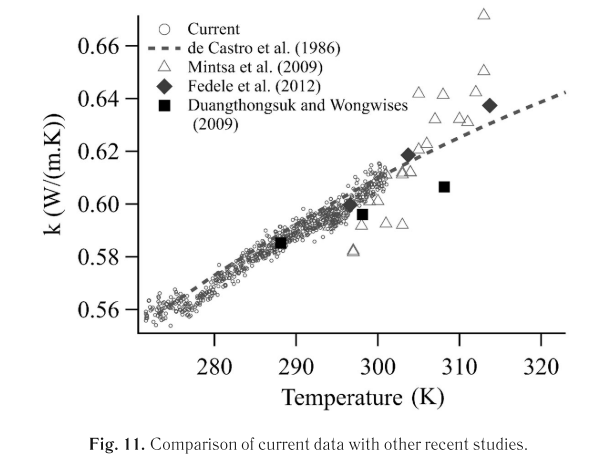 Current
de Castro et al. (1986)
Mintsa et al. (2009)
Fedele et al. (2012)
Duangthongsuk and Wongwises
(2009)
k (W/(m.K))
0.66
0.64
0.62
0.60
0.58
0.56
280 290 300 310 320
Temperature (K)
Fig. 11. Comparison of current data with other recent studies.